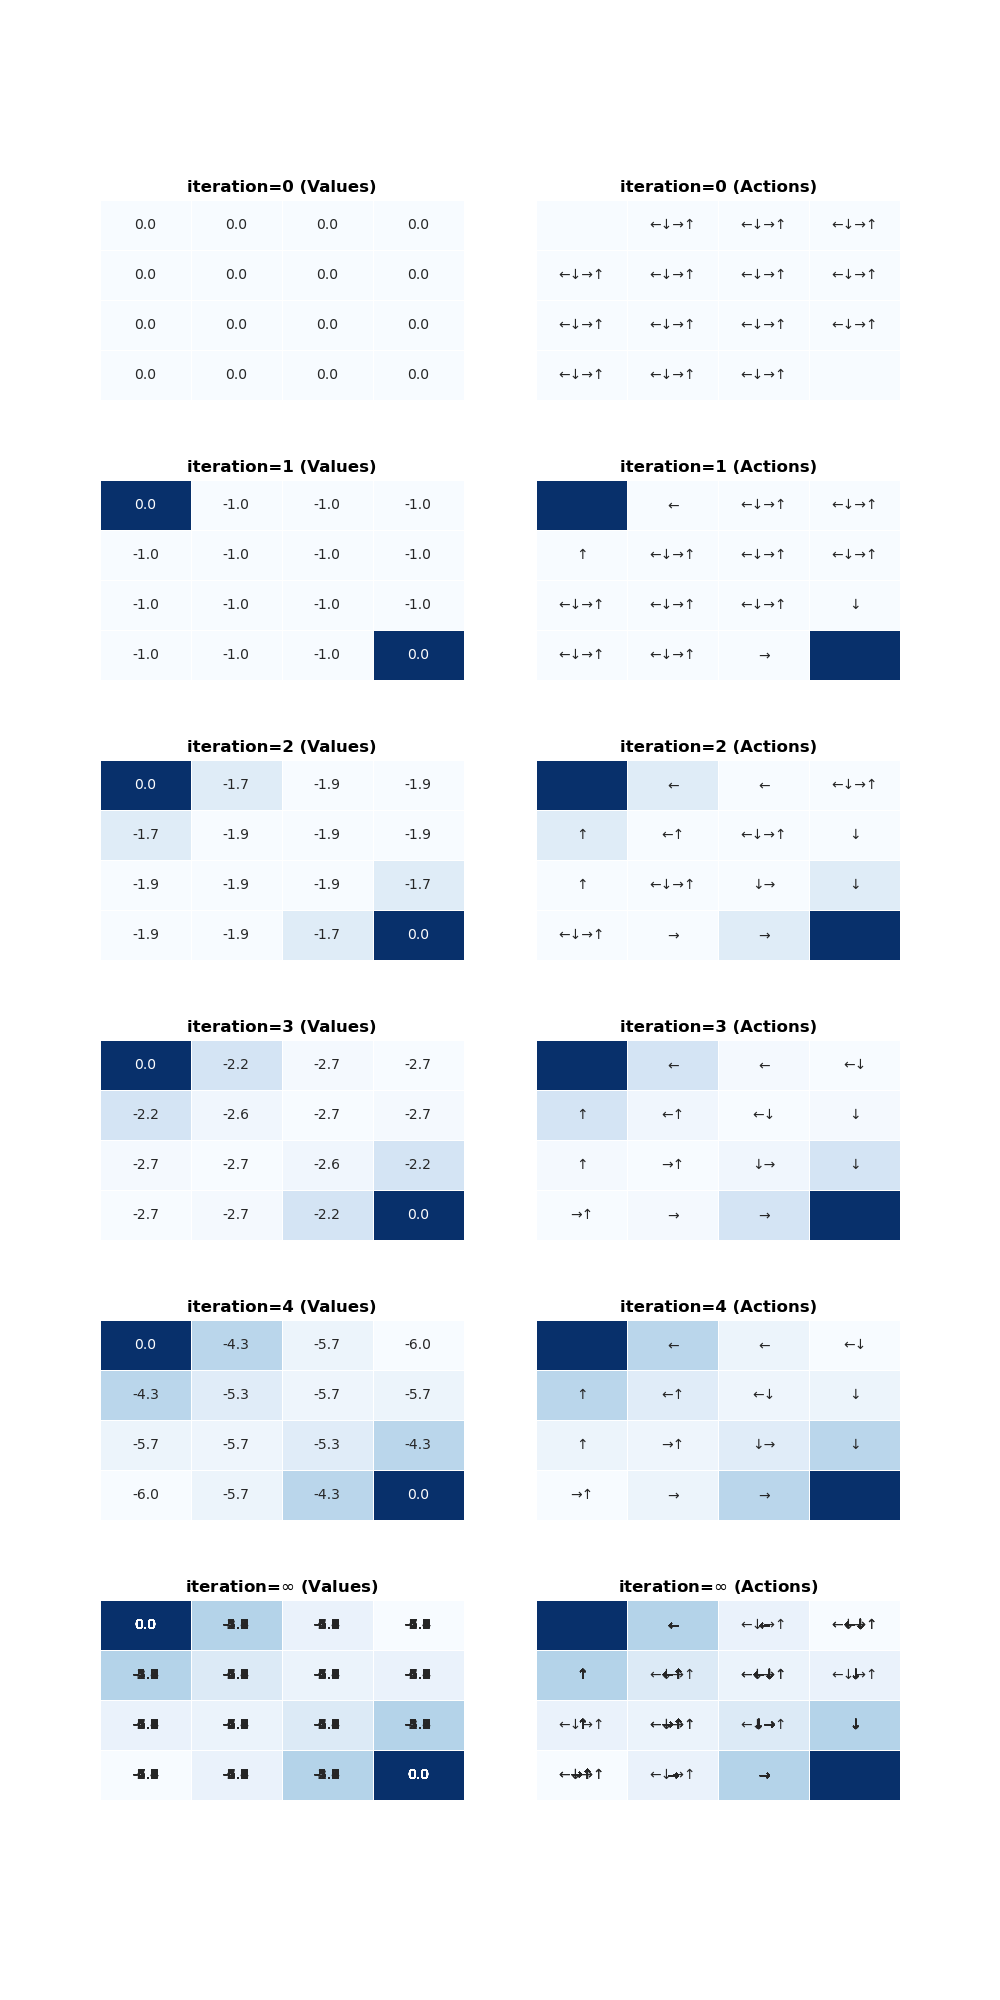 iteration=0 (Values) iteration=0 (Actions)
0.0 0.0 0.0 0.0 ←↓→↑ ←↓→↑ ←↓→↑
0.0 0.0 0.0 0.0 ←↓→↑ ←↓→↑ ←↓→↑ ←↓→↑
0.0 0.0 0.0 0.0 ←↓→↑ ←↓→↑ ←↓→↑ ←↓→↑
0.0 0.0 0.0 0.0 ←↓→↑ ←↓→↑ ←↓→↑
iteration=1 (Values) iteration=1 (Actions)
0.0 -1.0 -1.0 -1.0 ← ←↓→↑ ←↓→↑
-1.0 -1.0 -1.0 -1.0 ↑ ←↓→↑ ←↓→↑ ←↓→↑
-1.0 -1.0 -1.0 -1.0 ←↓→↑ ←↓→↑ ←↓→↑ ↓
-1.0 -1.0 -1.0 0.0 ←↓→↑ ←↓→↑ →
iteration=2 (Values) iteration=2 (Actions)
0.0 -1.7 -1.9 -1.9 ← ← ←↓→↑
-1.7 -1.9 -1.9 -1.9 ↑ ←↑ ←↓→↑ ↓
-1.9 -1.9 -1.9 -1.7 ↑ ←↓→↑ ↓→ ↓
-1.9 -1.9 -1.7 0.0 ←↓→↑ → →
iteration=3 (Values) iteration=3 (Actions)
0.0 -2.2 -2.7 -2.7 ← ← ←↓
-2.2 -2.6 -2.7 -2.7 ↑ ←↑ ←↓ ↓
-2.7 -2.7 -2.6 -2.2 ↑ →↑ ↓→ ↓
-2.7 -2.7 -2.2 0.0 →↑ → →
iteration=4 (Values) iteration=4 (Actions)
0.0 -4.3 -5.7 -6.0 ← ← ←↓
-4.3 -5.3 -5.7 -5.7 ↑ ←↑ ←↓ ↓
-5.7 -5.7 -5.3 -4.3 ↑ →↑ ↓→ ↓
-6.0 -5.7 -4.3 0.0 →↑ → →
iteration=∞ (Values) iteration=∞ (Actions)